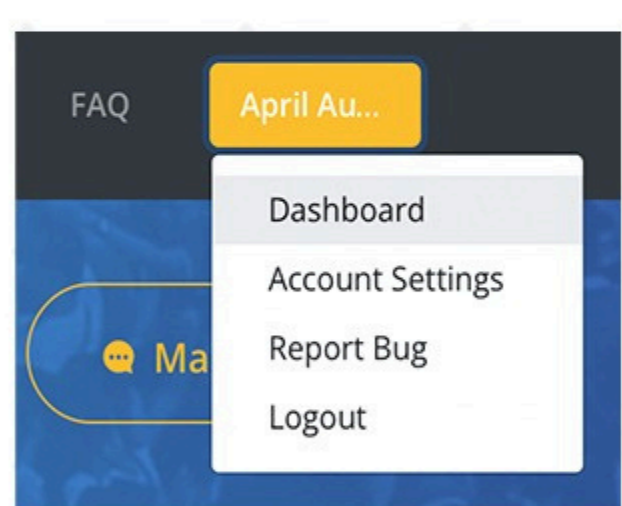 FAQ
April Au...
Dashboard
Account Settings
Report Bug
Logout
Ma